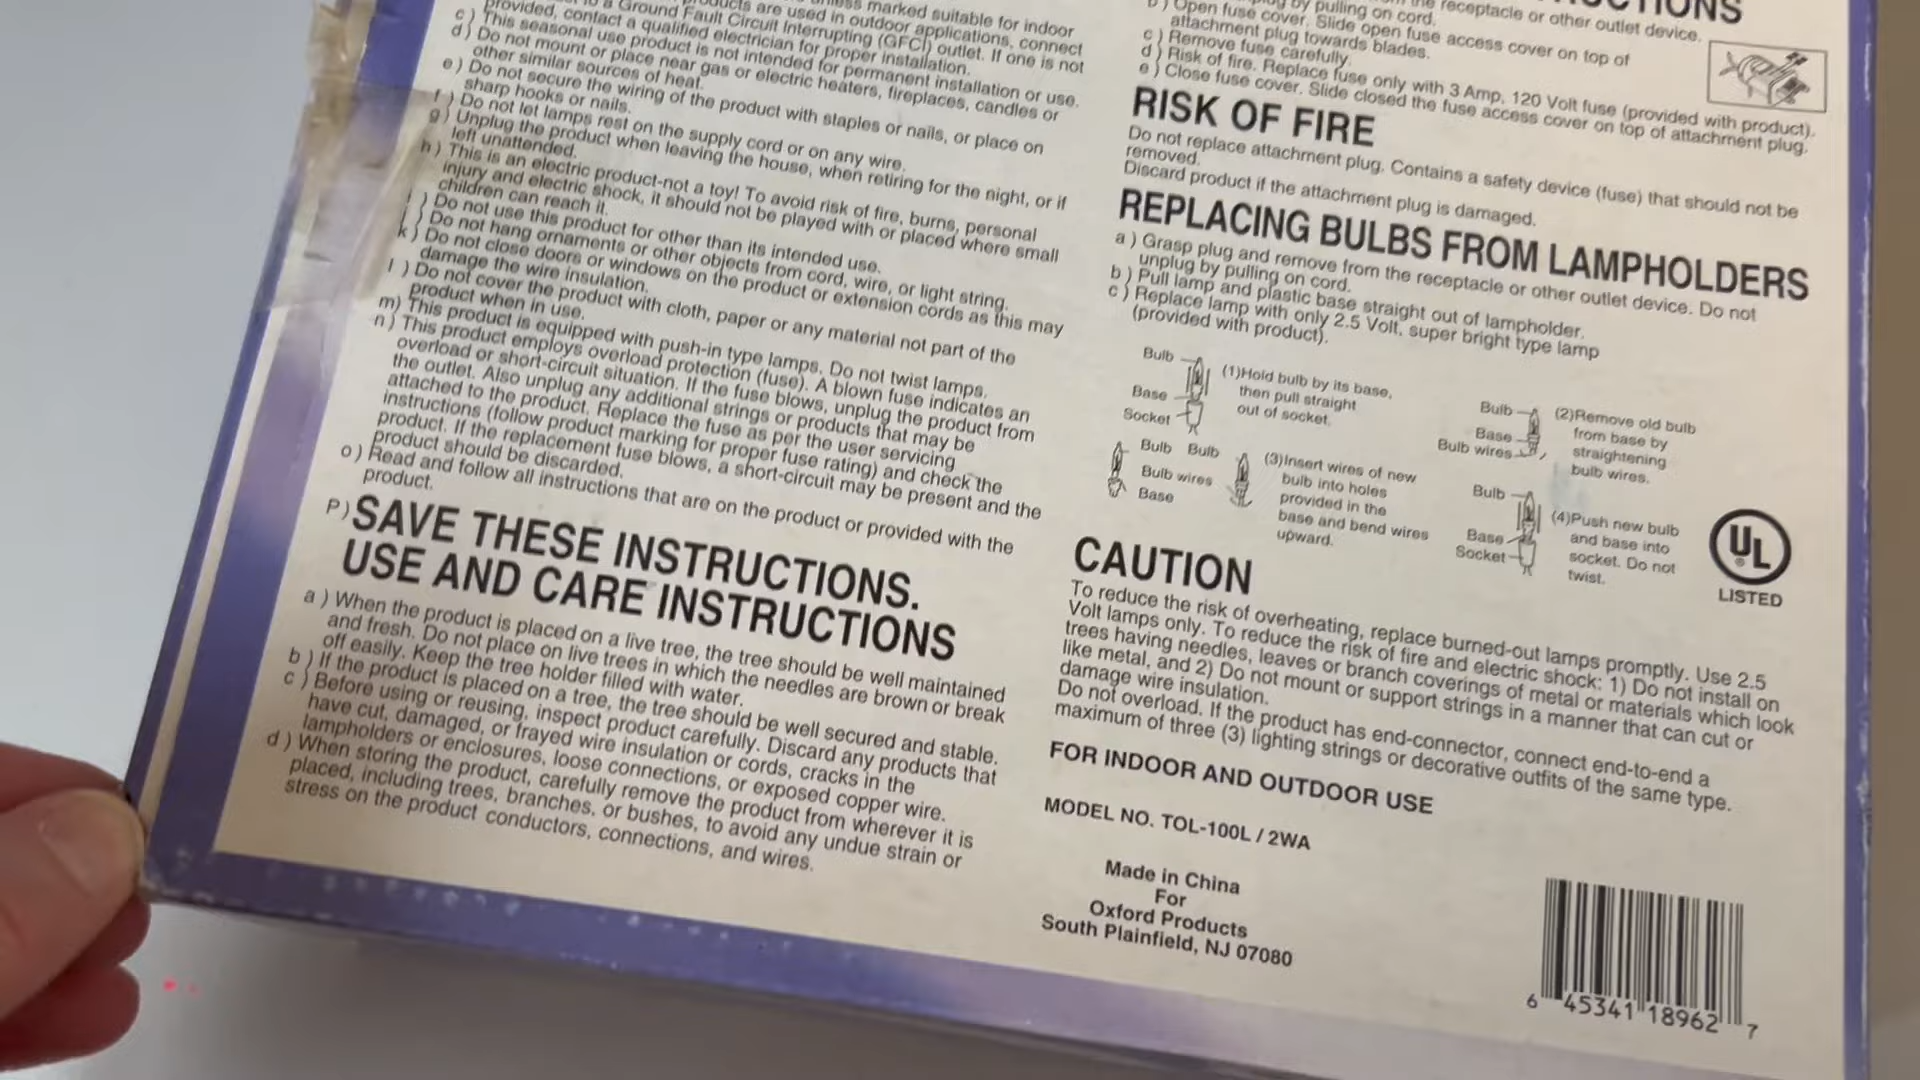 unless marked suitable for indoor
products are used in outdoor applications, connect
to a Ground Fault Circuit Interrupting (GFCI) outlet. If one is not
provided, contact a qualified electrician for proper installation.
c ) This seasonal use product is not intended for permanent installation or use.
d ) Do not mount or place near gas or electric heaters, fireplaces, candles or
other similar sources of heat.
e ) Do not secure the wiring of the product with staples or nails, or place on
sharp hooks or nails.
f ) Do not let lamps rest on the supply cord or on any wire.
g ) Unplug the product when leaving the house, when retiring for the night, or if
left unattended.
h ) This is an electric product-not a toy! To avoid risk of fire, burns, personal
injury and electric shock, it should not be played with or placed where small
children can reach it.
i ) Do not use this product for other than its intended use.
j ) Do not hang ornaments or other objects from cord, wire, or light string.
k ) Do not close doors or windows on the product or extension cords as this may
damage the wire insulation.
l ) Do not cover the product with cloth, paper or any material not part of the
product when in use.
m) This product is equipped with push-in type lamps. Do not twist lamps.
n ) This product employs overload protection (fuse). A blown fuse indicates an
overload or short-circuit situation. If the fuse blows, unplug the product from
the outlet. Also unplug any additional strings or products that may be
attached to the product. Replace the fuse as per the user servicing
instructions (follow product marking for proper fuse rating) and check the
product. If the replacement fuse blows, a short-circuit may be present and the
product should be discarded.
o ) Read and follow all instructions that are on the product or provided with the
product.
P ) SAVE THESE INSTRUCTIONS.
USE AND CARE INSTRUCTIONS
a ) When the product is placed on a live tree, the tree should be well maintained
and fresh. Do not place on live trees in which the needles are brown or break
off easily. Keep the tree holder filled with water.
b ) If the product is placed on a tree, the tree should be well secured and stable.
c ) Before using or reusing, inspect product carefully. Discard any products that
have cut, damaged, or frayed wire insulation or cords, cracks in the
lampholders or enclosures, loose connections, or exposed copper wire.
d ) When storing the product, carefully remove the product from wherever it is
placed, including trees, branches, or bushes, to avoid any undue strain or
stress on the product conductors, connections, and wires.
the receptacle or other outlet device.
by pulling on cord.
b ) Open fuse cover. Slide open fuse access cover on top of
attachment plug towards blades.
c ) Remove fuse carefully.
d ) Risk of fire. Replace fuse only with 3 Amp, 120 Volt fuse (provided with product).
e ) Close fuse cover. Slide closed the fuse access cover on top of attachment plug.
RISK OF FIRE
Do not replace attachment plug. Contains a safety device (fuse) that should not be
removed.
Discard product if the attachment plug is damaged.
REPLACING BULBS FROM LAMPHOLDERS
a ) Grasp plug and remove from the receptacle or other outlet device. Do not
unplug by pulling on cord.
b ) Pull lamp and plastic base straight out of lampholder.
c ) Replace lamp with only 2.5 Volt, super bright type lamp
(provided with product).
Bulb
Base
Socket
(1)Hold bulb by its base,
then pull straight
out of socket.
Bulb
Base
Bulb wires
(2)Remove old bulb
from base by
straightening
bulb wires.
Bulb Bulb
Bulb wires
Base
(3)Insert wires of new
bulb into holes
provided in the
base and bend wires
upward.
Bulb
Base
Socket
(4)Push new bulb
and base into
socket. Do not
twist.
UL
®
LISTED
CAUTION
To reduce the risk of overheating, replace burned-out lamps promptly. Use 2.5
Volt lamps only. To reduce the risk of fire and electric shock: 1) Do not install on
trees having needles, leaves or branch coverings of metal or materials which look
like metal, and 2) Do not mount or support strings in a manner that can cut or
damage wire insulation.
Do not overload. If the product has end-connector, connect end-to-end a
maximum of three (3) lighting strings or decorative outfits of the same type.
FOR INDOOR AND OUTDOOR USE
MODEL NO. TOL-100L / 2WA
Made in China
For
Oxford Products
South Plainfield, NJ 07080
6 45341 18962 7